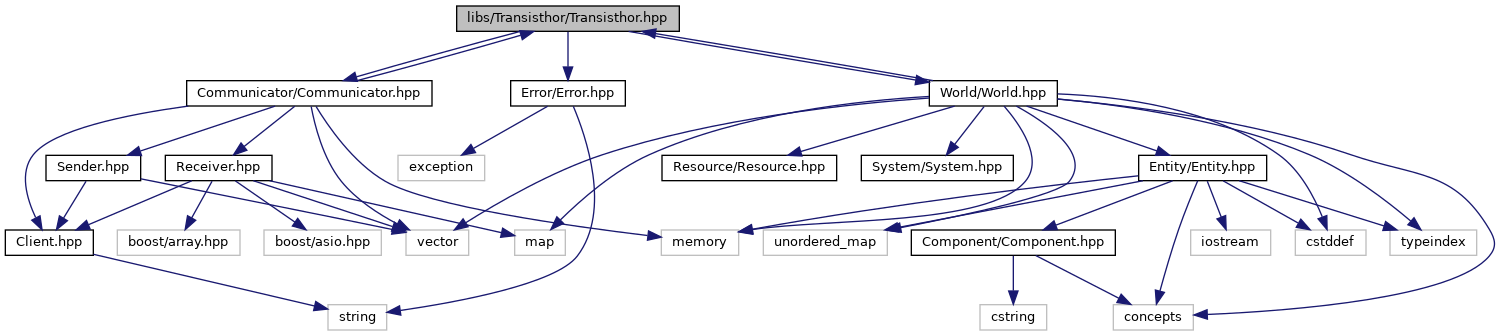 libs/Transisthor/Transisthor.hpp
Communicator/Communicator.hpp
Error/Error.hpp
World/World.hpp
Sender.hpp
Receiver.hpp
exception
Resource/Resource.hpp
System/System.hpp
Entity/Entity.hpp
Client.hpp
boost/array.hpp
boost/asio.hpp
vector
map
memory
unordered_map
Component/Component.hpp
iostream
cstddef
typeindex
string
cstring
concepts